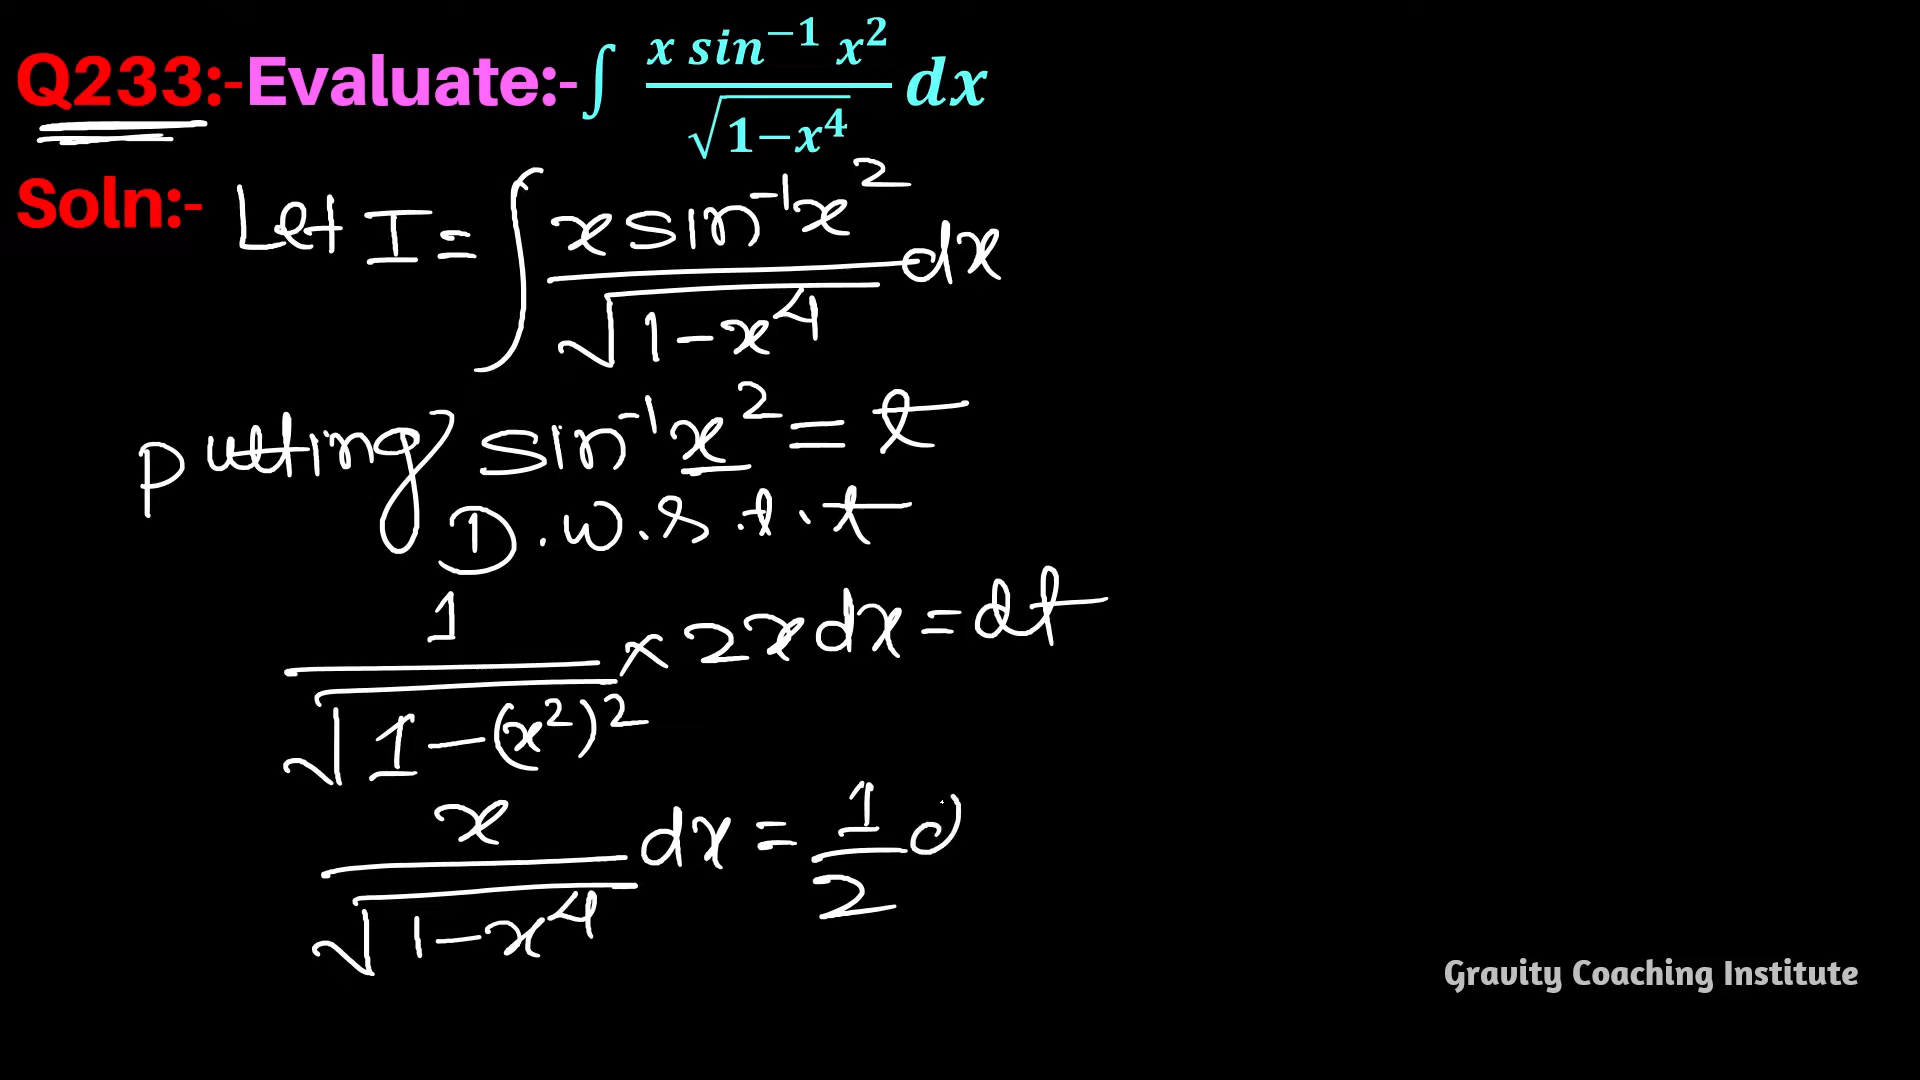 Q233:-Evaluate:-∫ x sin⁻¹ x² / √(1−x⁴) dx
Soln:- Let I = ∫ x sin⁻¹x² / √(1−x⁴) dx
putting sin⁻¹x² = t
D.w.r.t.t
1 / √(1−(x²)²) × 2x dx = dt
x / √(1−x⁴) dx = 1/2 d
Gravity Coaching Institute